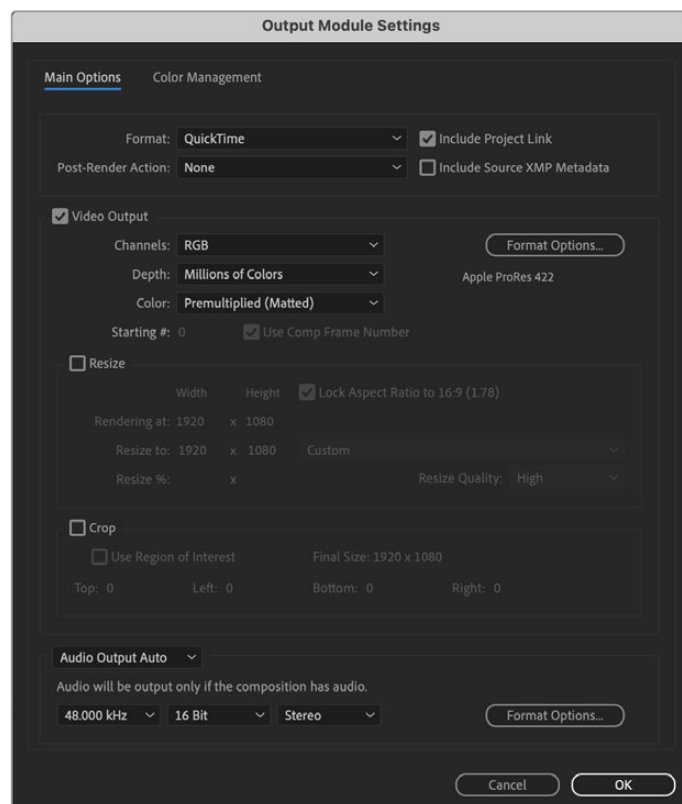 Output Module Settings
Main Options Color Management
Format: QuickTime Include Project Link
Post-Render Action: None Include Source XMP Metadata
Video Output
Channels: RGB Format Options...
Depth: Millions of Colors Apple ProRes 422
Color: Premultiplied (Matted)
Starting #: 0 Use Comp Frame Number
Resize
Width Height Lock Aspect Ratio to 16:9 (1.78)
Rendering at: 1920 x 1080
Resize to: 1920 x 1080 Custom
Resize %: x Resize Quality: High
Crop
Use Region of Interest Final Size: 1920 x 1080
Top: 0 Left: 0 Bottom: 0 Right: 0
Audio Output Auto
Audio will be output only if the composition has audio.
48.000 kHz 16 Bit Stereo Format Options...
Cancel OK